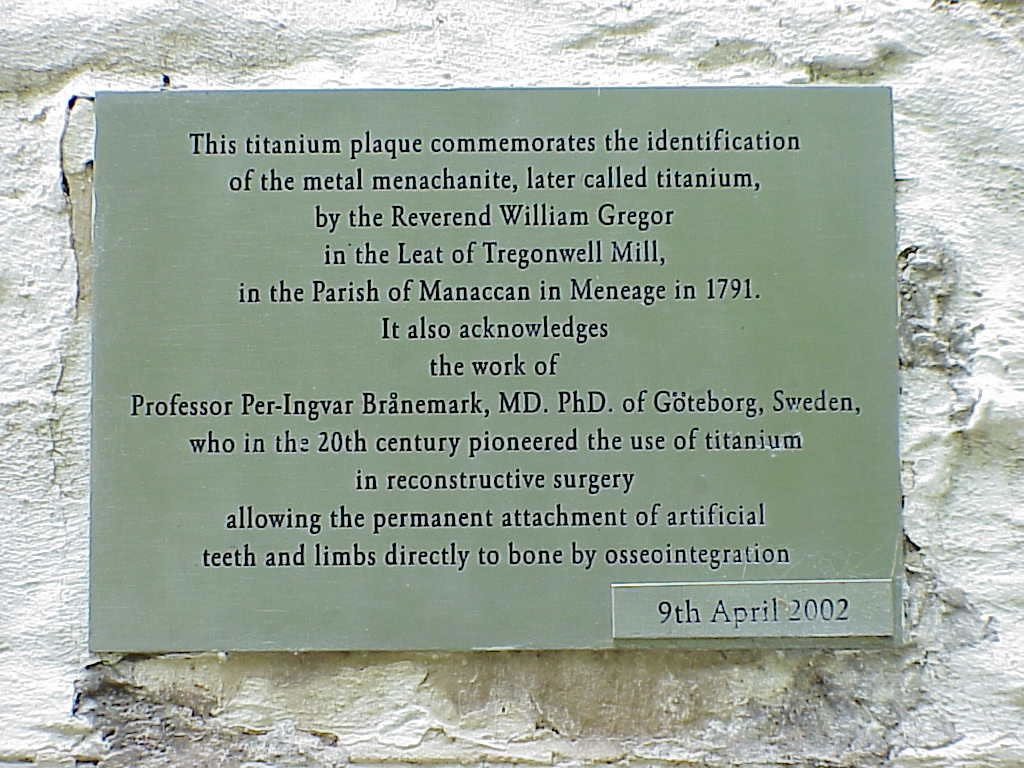 This titanium plaque commemorates the identification
of the metal menachanite, later called titanium,
by the Reverend William Gregor
in the Leat of Tregonwell Mill,
in the Parish of Manaccan in Meneage in 1791.
It also acknowledges
the work of
Professor Per-Ingvar Brånemark, MD. PhD. of Göteborg, Sweden,
who in the 20th century pioneered the use of titanium
in reconstructive surgery
allowing the permanent attachment of artificial
teeth and limbs directly to bone by osseointegration
9th April 2002